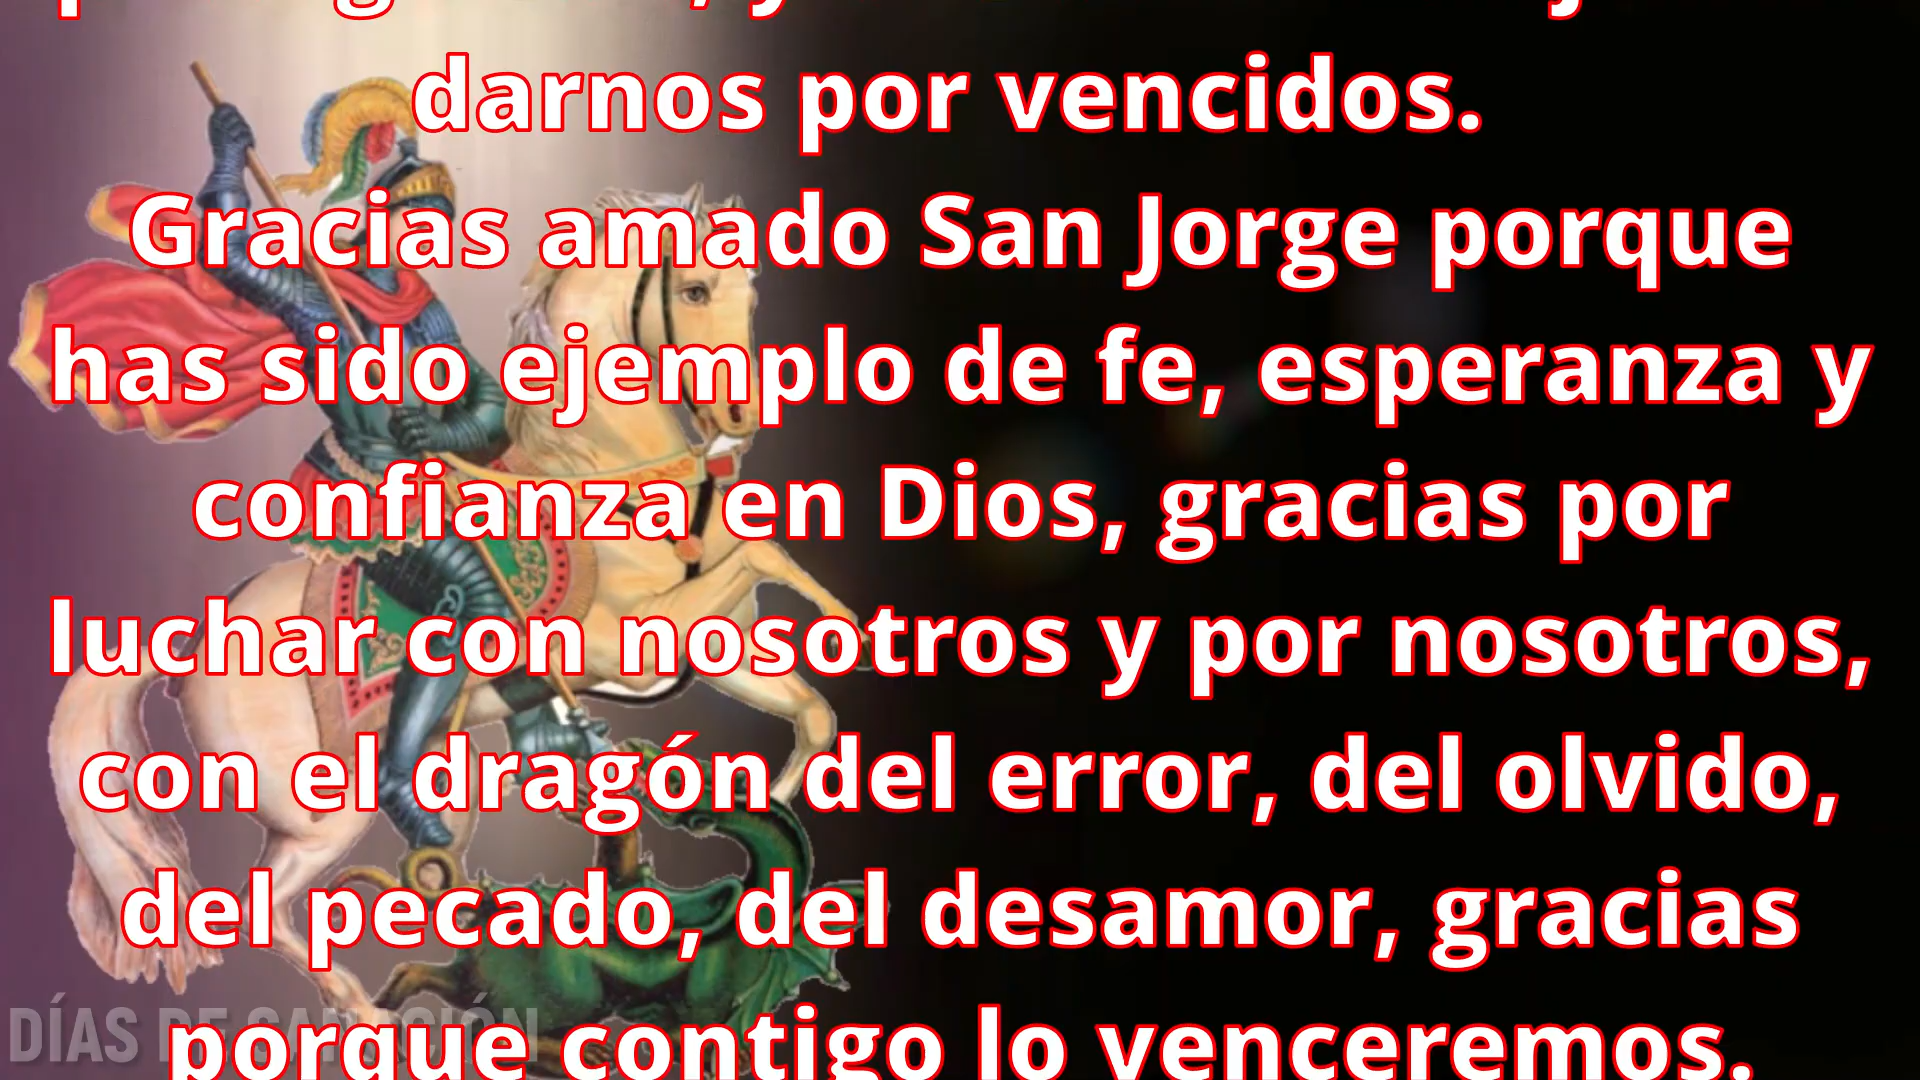 darnos por vencidos.
Gracias amado San Jorge porque
has sido ejemplo de fe, esperanza y
confianza en Dios, gracias por
luchar con nosotros y por nosotros,
con el dragón del error, del olvido,
del pecado, del desamor, gracias
porque contigo lo venceremos.
DÍAS DE SANACIÓN